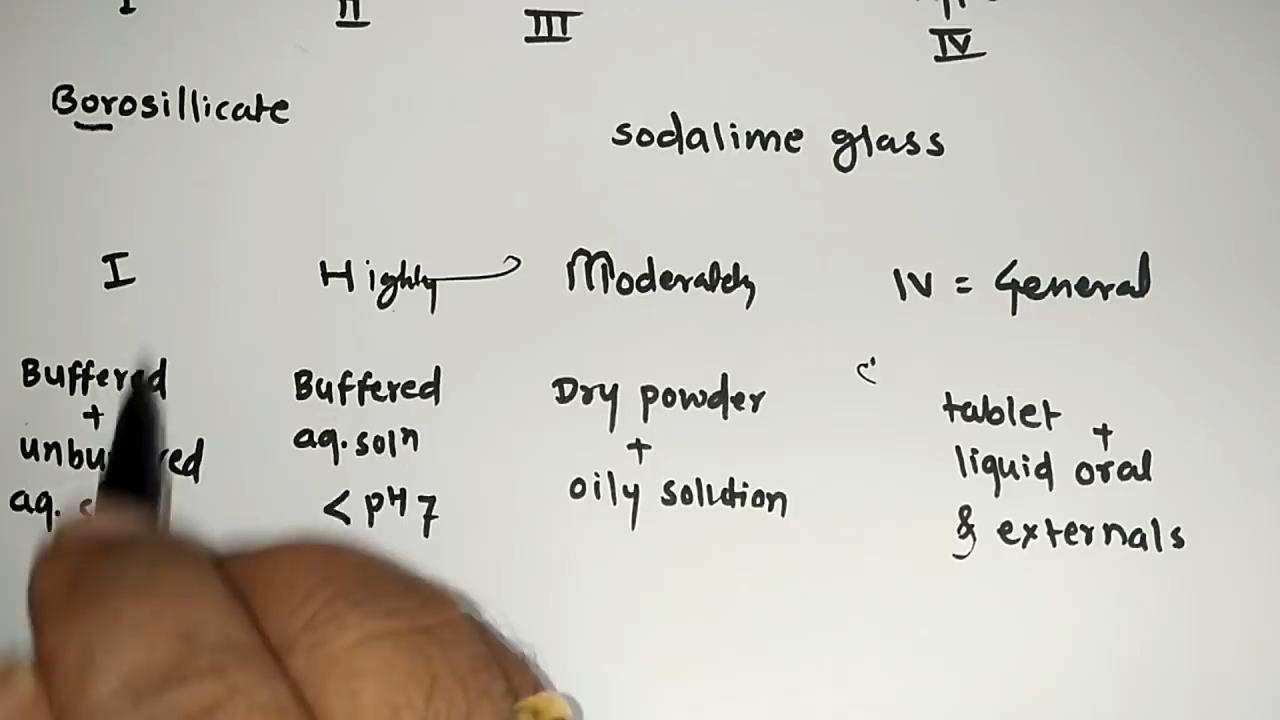 I II III IV
Borosillicate
sodalime glass
I Highly Moderately IV = General
Buffered
+
unbuffered
aq.
Buffered
aq. soln
< pH 7
Dry powder
+
oily solution
tablet +
liquid oral
& externals